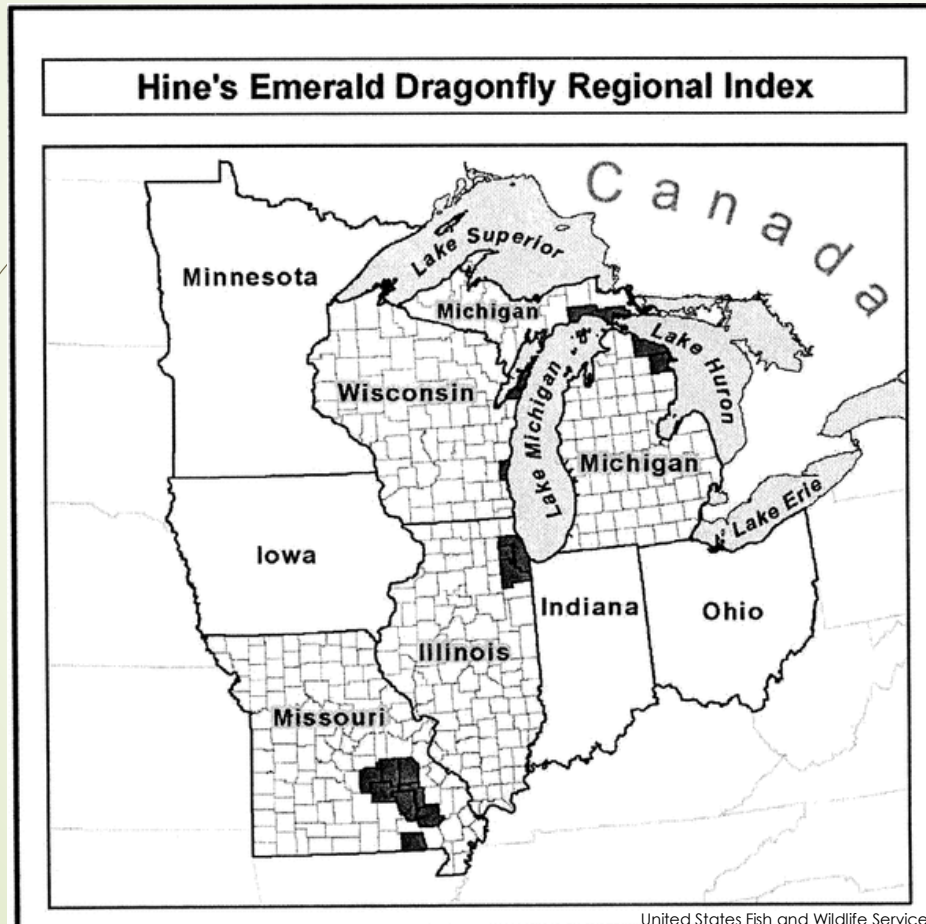 Hine's Emerald Dragonfly Regional Index
Canada
Lake Superior
Minnesota
Michigan
Lake Huron
Wisconsin
Lake Michigan
Michigan
Lake Erie
Iowa
Indiana
Ohio
Illinois
Missouri
United States Fish and Wildlife Service